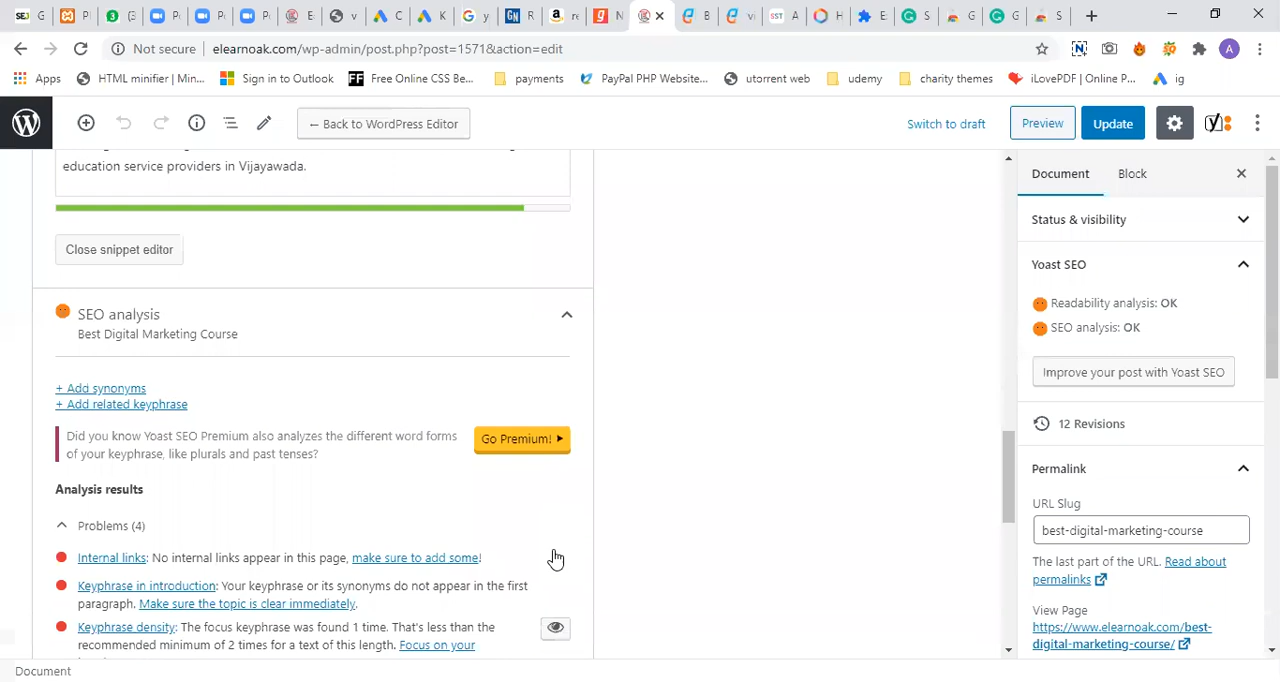 Not secure elearnoak.com/wp-admin/post.php?post=1571&action=edit
Apps HTML minifier | Min... Sign in to Outlook Free Online CSS Be... payments PayPal PHP Website... utorrent web udemy charity themes iLovePDF | Online P... ig
← Back to WordPress Editor Switch to draft Preview Update
education service providers in Vijayawada.
Close snippet editor
SEO analysis
Best Digital Marketing Course
+ Add synonyms
+ Add related keyphrase
Did you know Yoast SEO Premium also analyzes the different word forms
of your keyphrase, like plurals and past tenses?
Go Premium!
Analysis results
Problems (4)
Internal links: No internal links appear in this page, make sure to add some!
Keyphrase in introduction: Your keyphrase or its synonyms do not appear in the first
paragraph. Make sure the topic is clear immediately.
Keyphrase density: The focus keyphrase was found 1 time. That's less than the
recommended minimum of 2 times for a text of this length. Focus on your
Document Block
Status & visibility
Yoast SEO
Readability analysis: OK
SEO analysis: OK
Improve your post with Yoast SEO
12 Revisions
Permalink
URL Slug
best-digital-marketing-course
The last part of the URL. Read about
permalinks
View Page
https://www.elearnoak.com/best-
digital-marketing-course/
Document